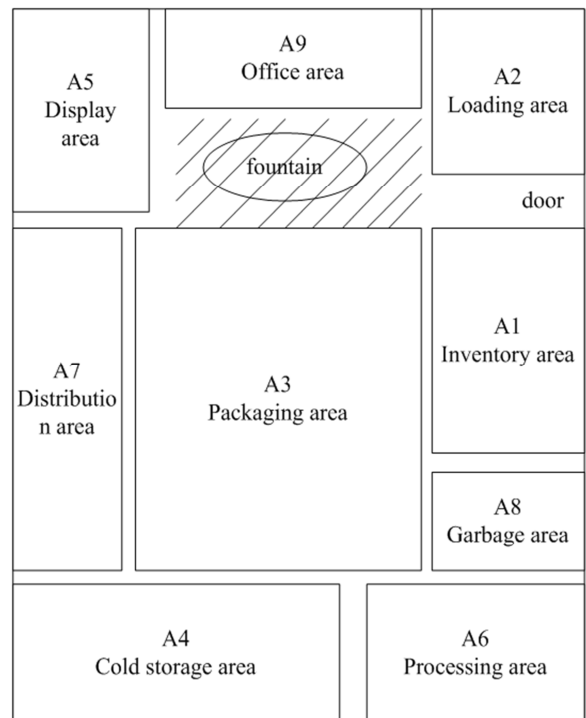 A5
Display
area
A9
Office area
A2
Loading area
fountain
door
A7
Distributio
n area
A3
Packaging area
A1
Inventory area
A8
Garbage area
A4
Cold storage area
A6
Processing area